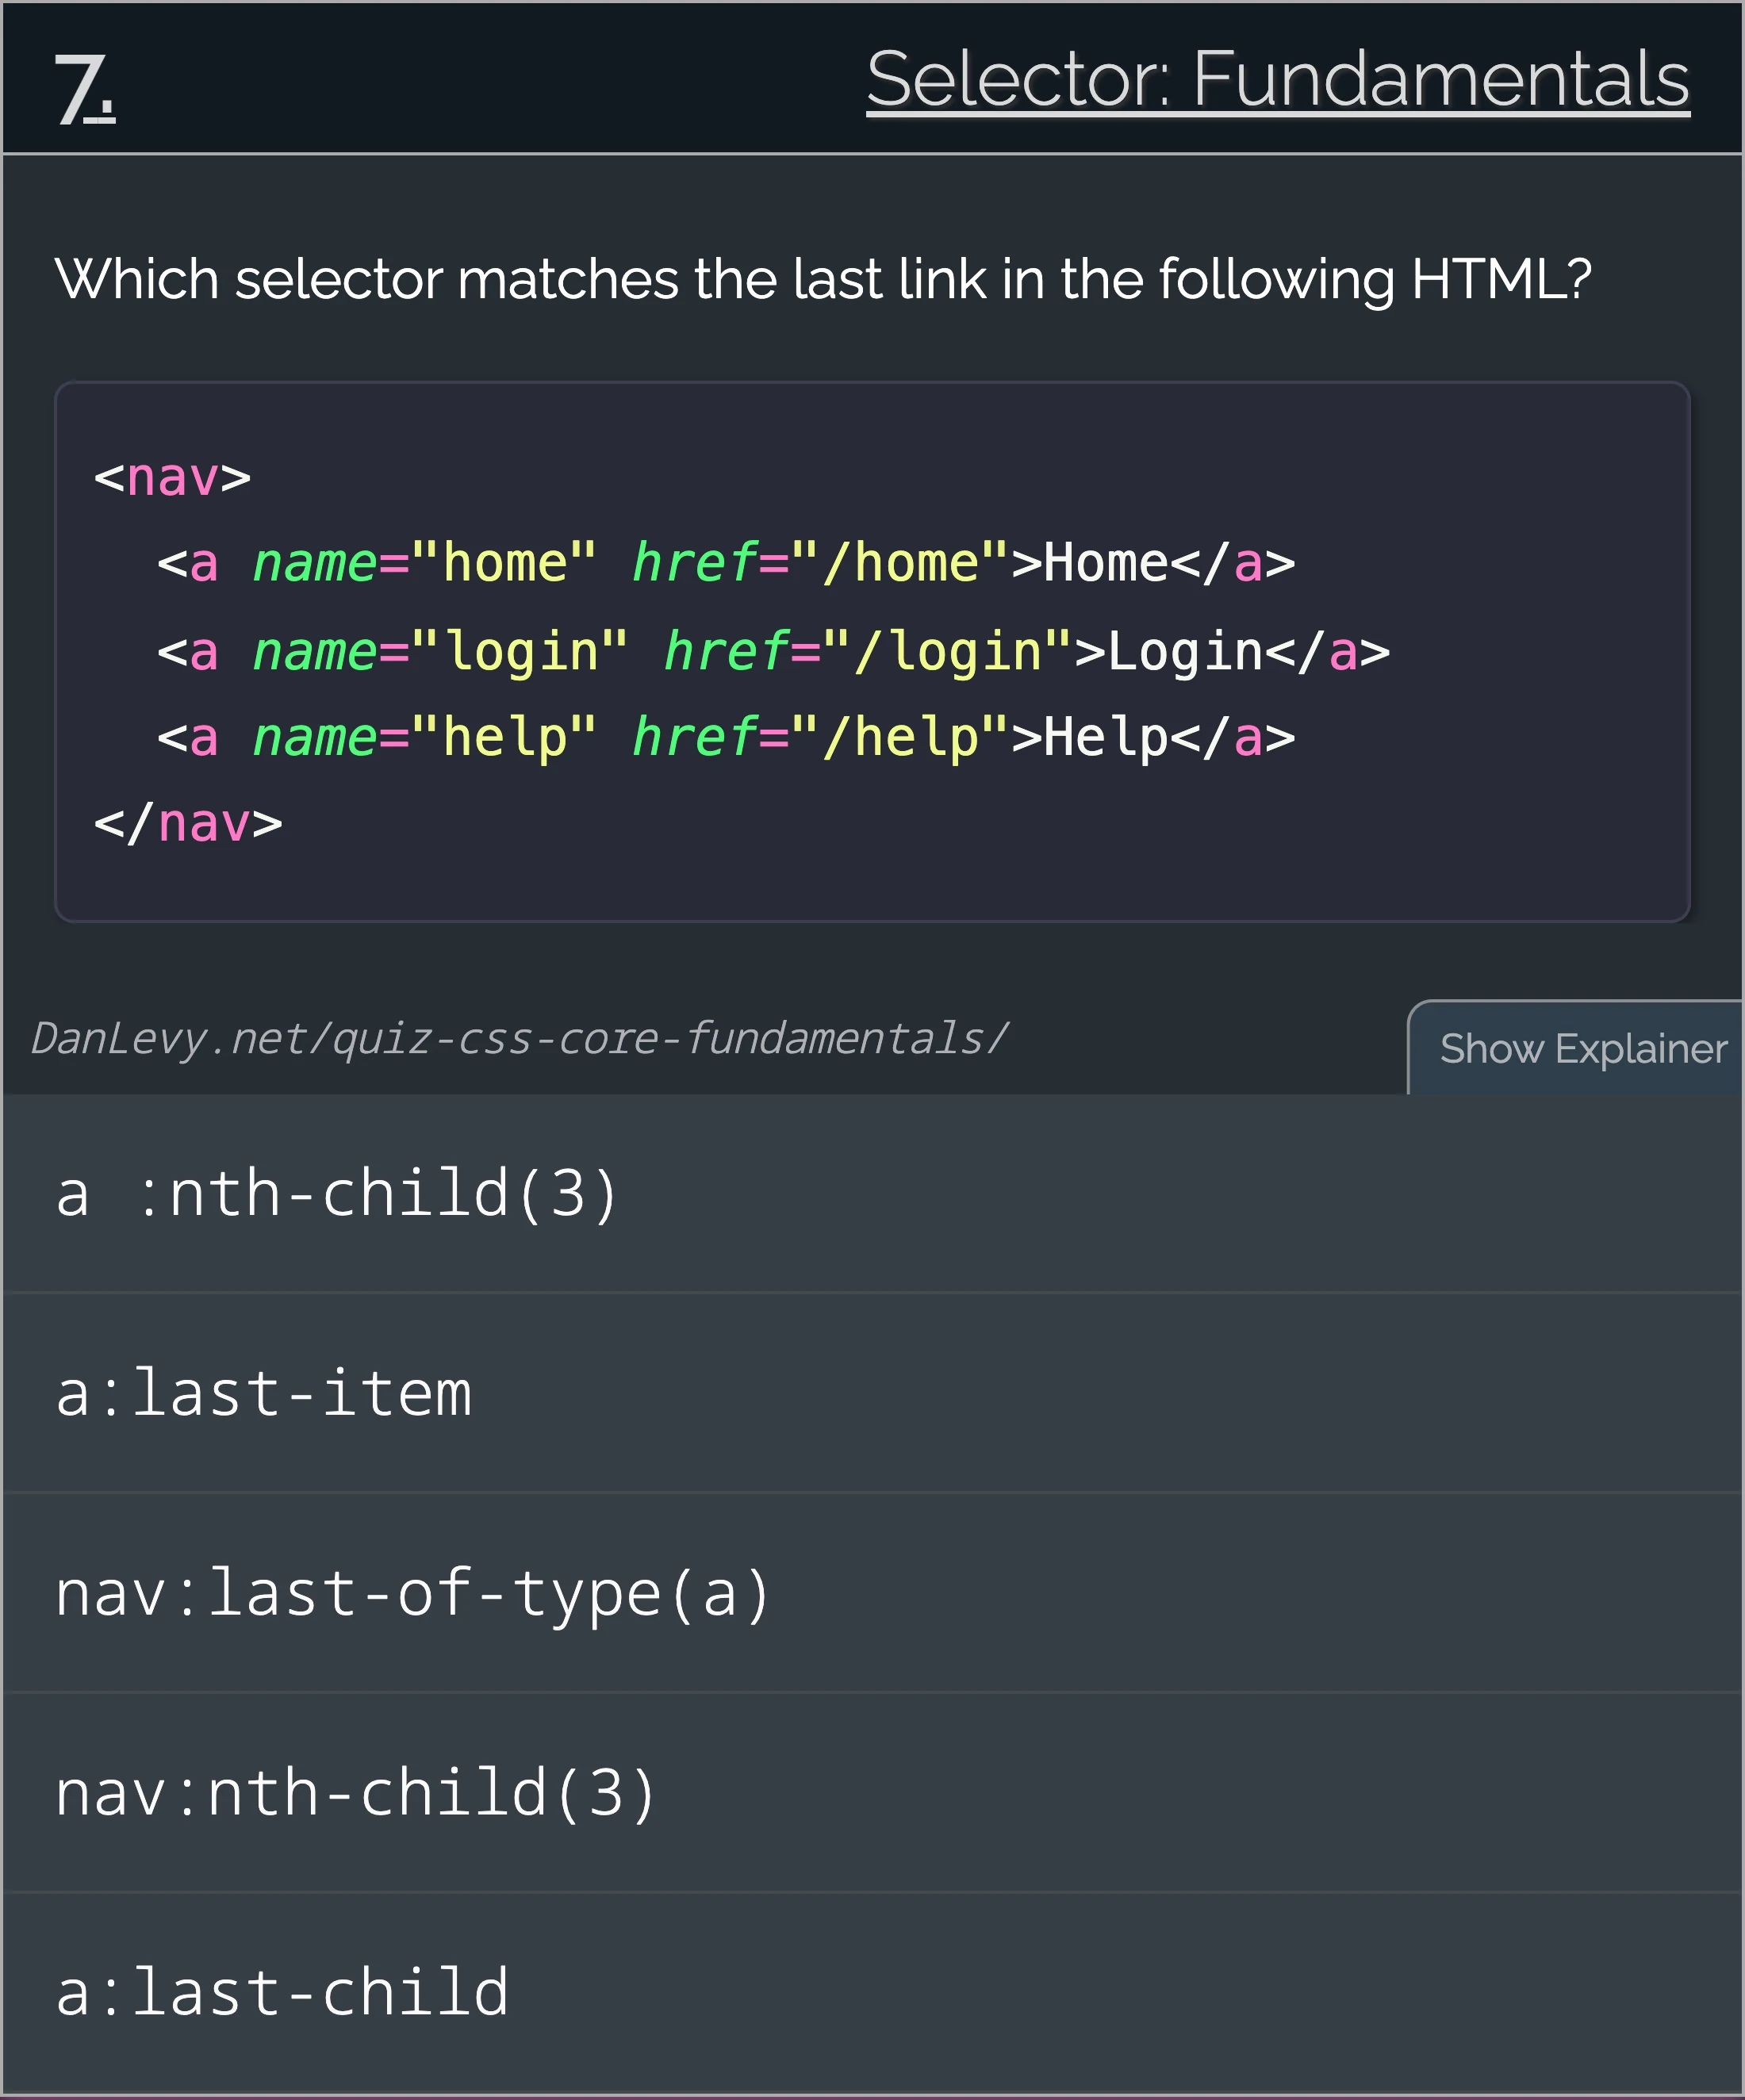 7.
Selector: Fundamentals
Which selector matches the last link in the following HTML?
<nav>
  <a name="home" href="/home">Home</a>
  <a name="login" href="/login">Login</a>
  <a name="help" href="/help">Help</a>
</nav>
DanLevy.net/quiz-css-core-fundamentals/
Show Explainer
a :nth-child(3)
a:last-item
nav:last-of-type(a)
nav:nth-child(3)
a:last-child